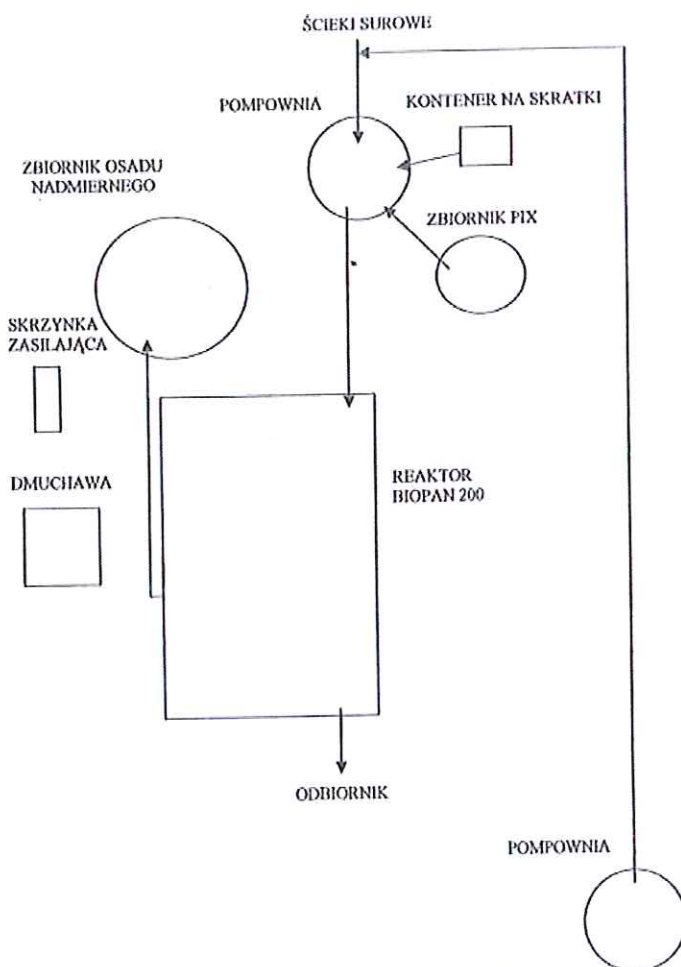 ŚCIEKI SUROWE
POMPOWNIA
KONTENER NA SKRATKI
ZBIORNIK OSADU
NADMIERNEGO
ZBIORNIK PIX
SKRZYNKA
ZASILAJĄCA
DMUCHAWA
REAKTOR
BIOPAN 200
ODBIORNIK
POMPOWNIA